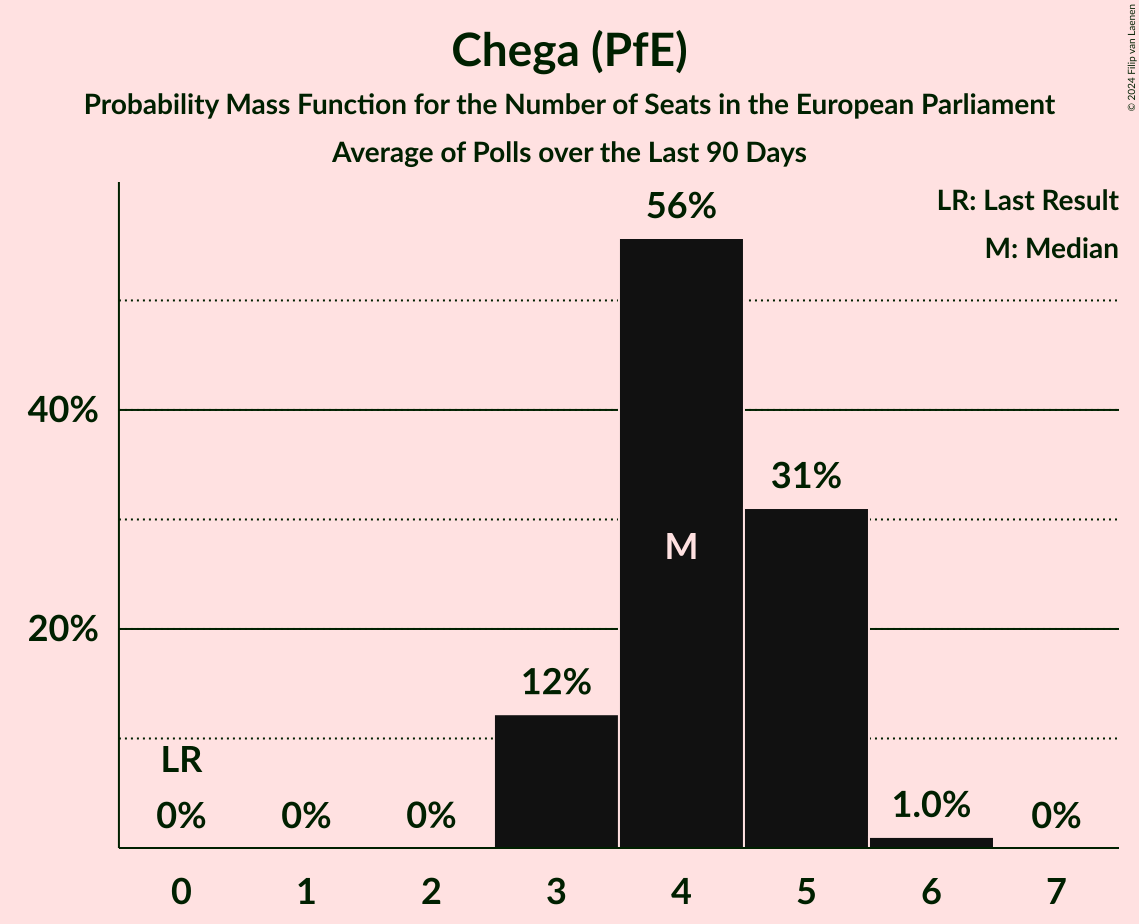 Chega (PfE)
Probability Mass Function for the Number of Seats in the European Parliament
Average of Polls over the Last 90 Days
© 2024 Filip van Laenen
LR: Last Result
M: Median
56%
40%
31%
M
20%
12%
LR
0%
0%
0%
1.0%
0%
0
1
2
3
4
5
6
7